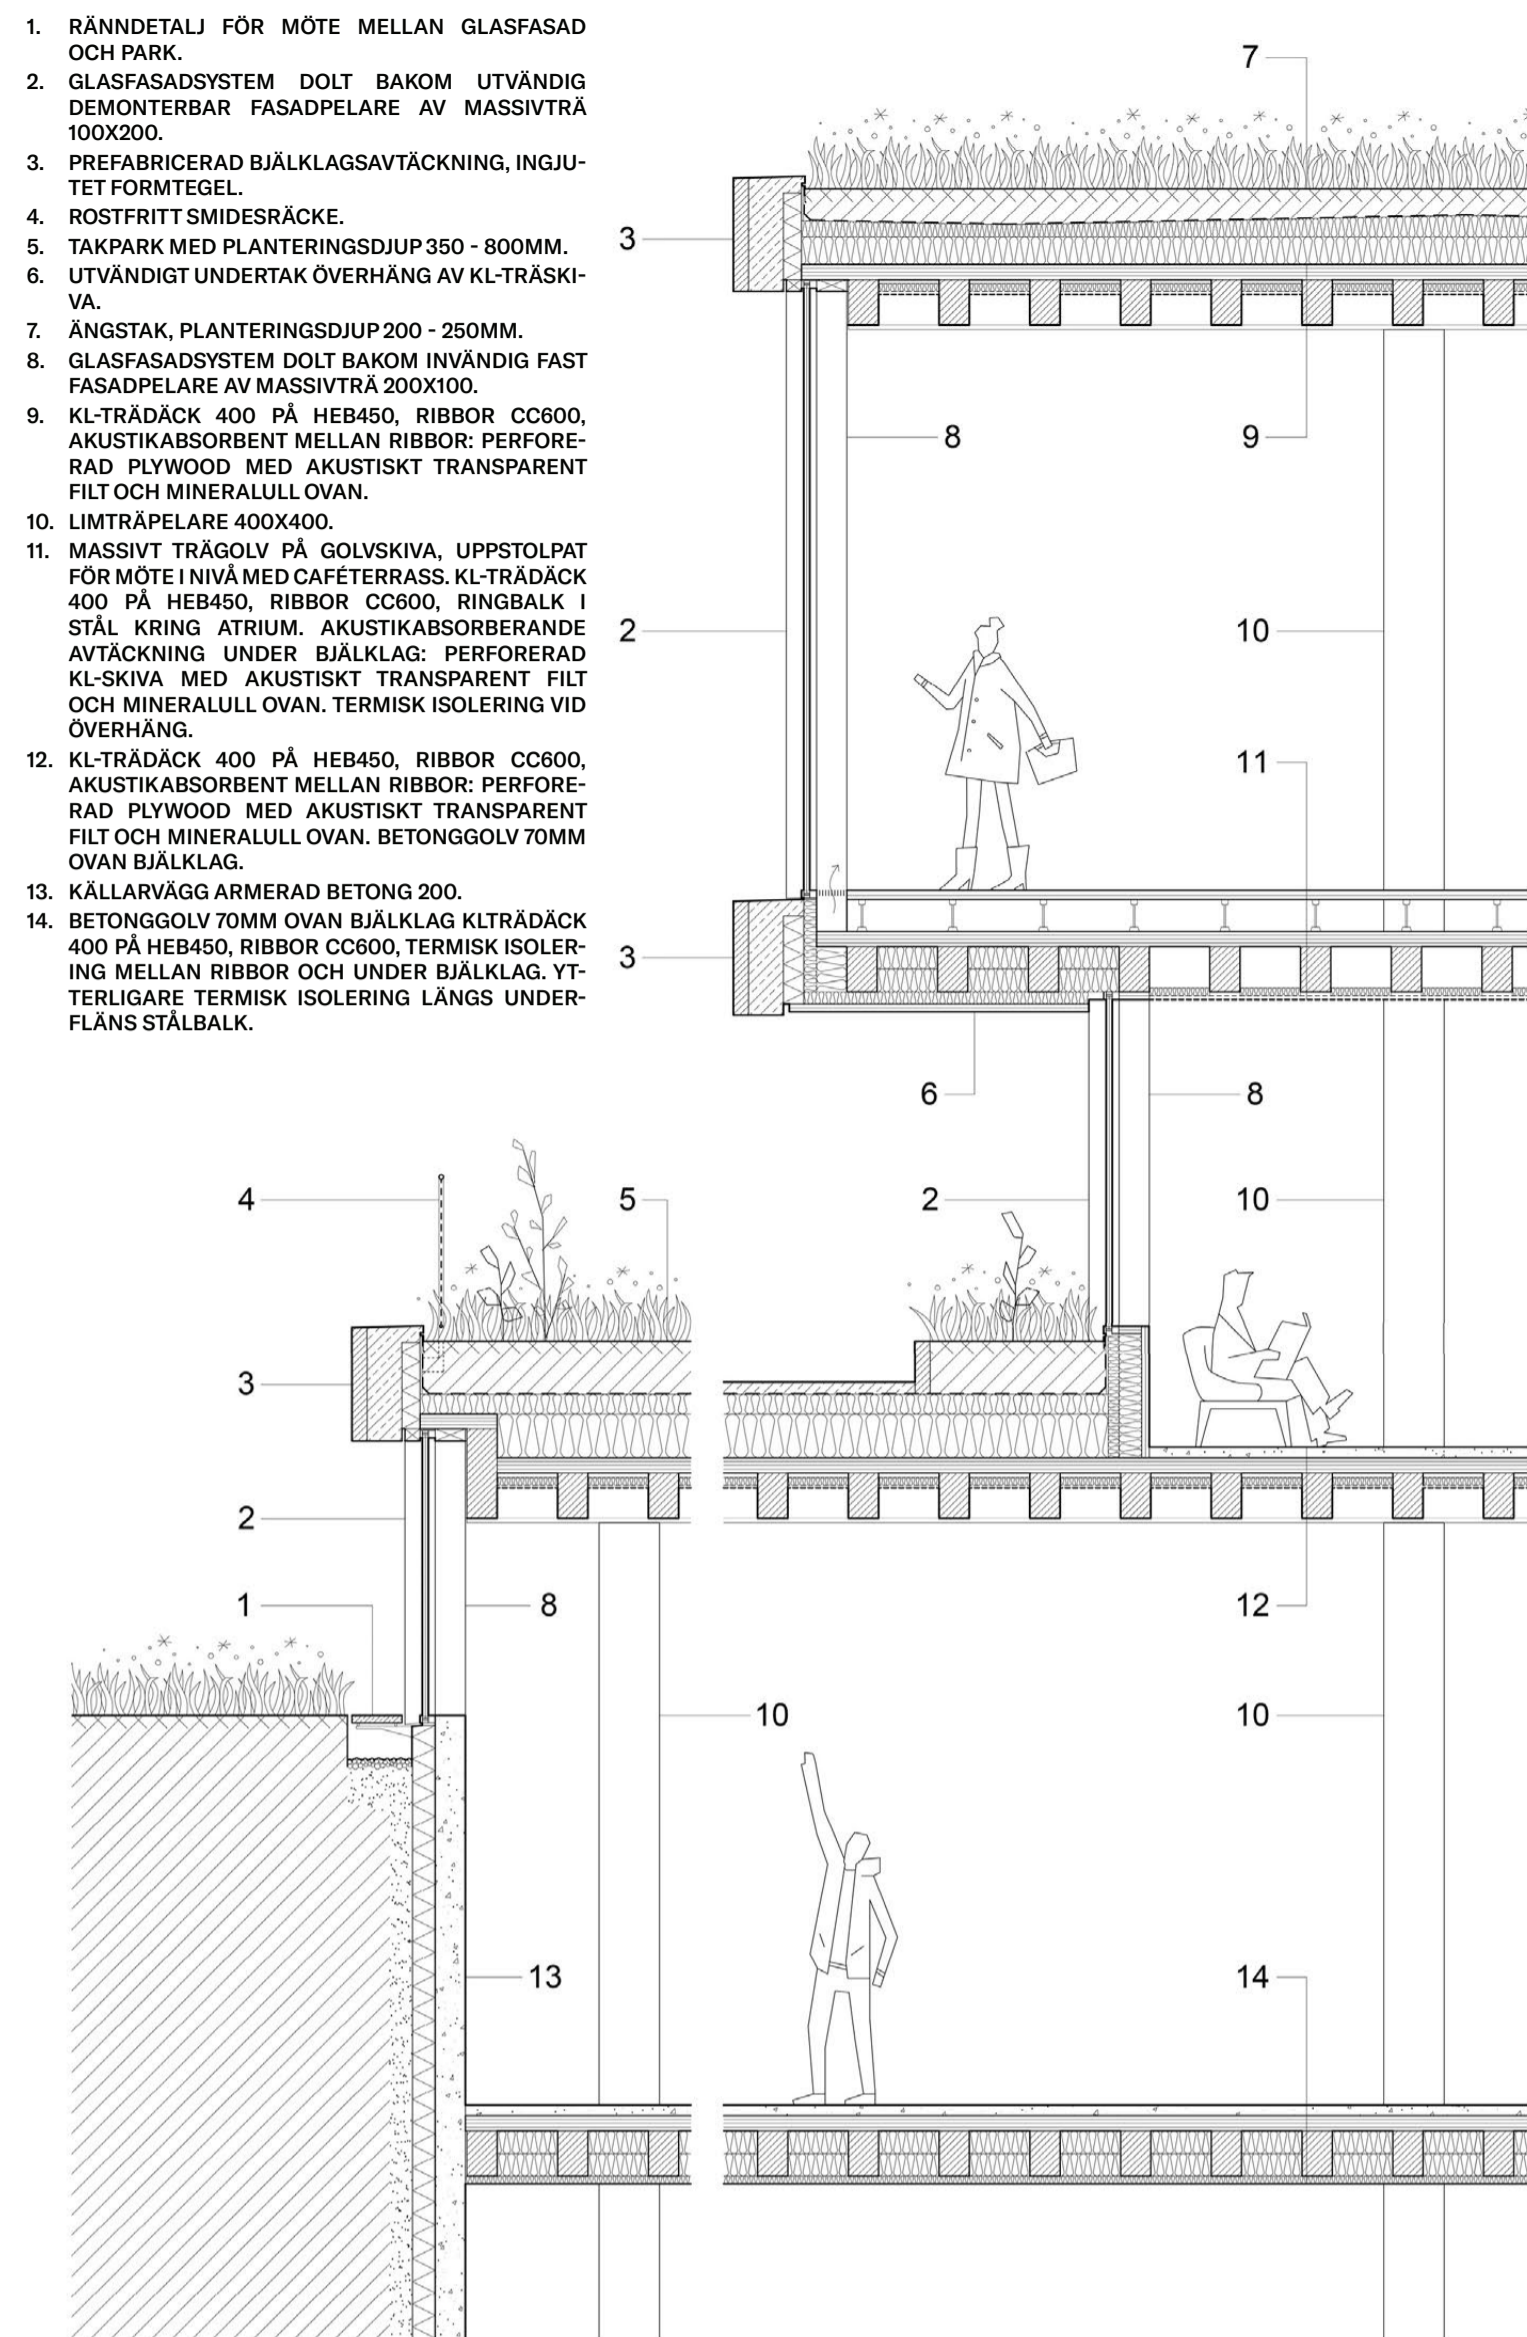 1. RÄNNDETALJ FÖR MÖTE MELLAN GLASFASAD
OCH PARK.
2. GLASFASADSYSTEM DOLT BAKOM UTVÄNDIG
DEMONTERBAR FASADPELARE AV MASSIVTRÄ
100X200.
3. PREFABRICERAD BJÄLKLAGSAVTÄCKNING, INGJU-
TET FORMTEGEL.
4. ROSTFRITT SMIDESRÄCKE.
5. TAKPARK MED PLANTERINGSDJUP 350 - 800MM.
6. UTVÄNDIGT UNDERTAK ÖVERHÄNG AV KL-TRÄSKI-
VA.
7. ÄNGSTAK, PLANTERINGSDJUP 200 - 250MM.
8. GLASFASADSYSTEM DOLT BAKOM INVÄNDIG FAST
FASADPELARE AV MASSIVTRÄ 200X100.
9. KL-TRÄDÄCK 400 PÅ HEB450, RIBBOR CC600,
AKUSTIKABSORBENT MELLAN RIBBOR: PERFORE-
RAD PLYWOOD MED AKUSTISKT TRANSPARENT
FILT OCH MINERALULL OVAN.
10. LIMTRÄPELARE 400X400.
11. MASSIVT TRÄGOLV PÅ GOLVSKIVA, UPPSTOLPAT
FÖR MÖTE I NIVÅ MED CAFÉTERRASS. KL-TRÄDÄCK
400 PÅ HEB450, RIBBOR CC600, RINGBALK I
STÅL KRING ATRIUM. AKUSTIKABSORBERANDE
AVTÄCKNING UNDER BJÄLKLAG: PERFORERAD
KL-SKIVA MED AKUSTISKT TRANSPARENT FILT
OCH MINERALULL OVAN. TERMISK ISOLERING VID
ÖVERHÄNG.
12. KL-TRÄDÄCK 400 PÅ HEB450, RIBBOR CC600,
AKUSTIKABSORBENT MELLAN RIBBOR: PERFORE-
RAD PLYWOOD MED AKUSTISKT TRANSPARENT
FILT OCH MINERALULL OVAN. BETONGGOLV 70MM
OVAN BJÄLKLAG.
13. KÄLLARVÄGG ARMERAD BETONG 200.
14. BETONGGOLV 70MM OVAN BJÄLKLAG KLTRÄDÄCK
400 PÅ HEB450, RIBBOR CC600, TERMISK ISOLER-
ING MELLAN RIBBOR OCH UNDER BJÄLKLAG. YT-
TERLIGARE TERMISK ISOLERING LÄNGS UNDER-
FLÄNS STÅLBALK.
7
3
8 9
2 10
11
3
6 8
4 5 2 10
3
2
1 8 12
10 10
13 14